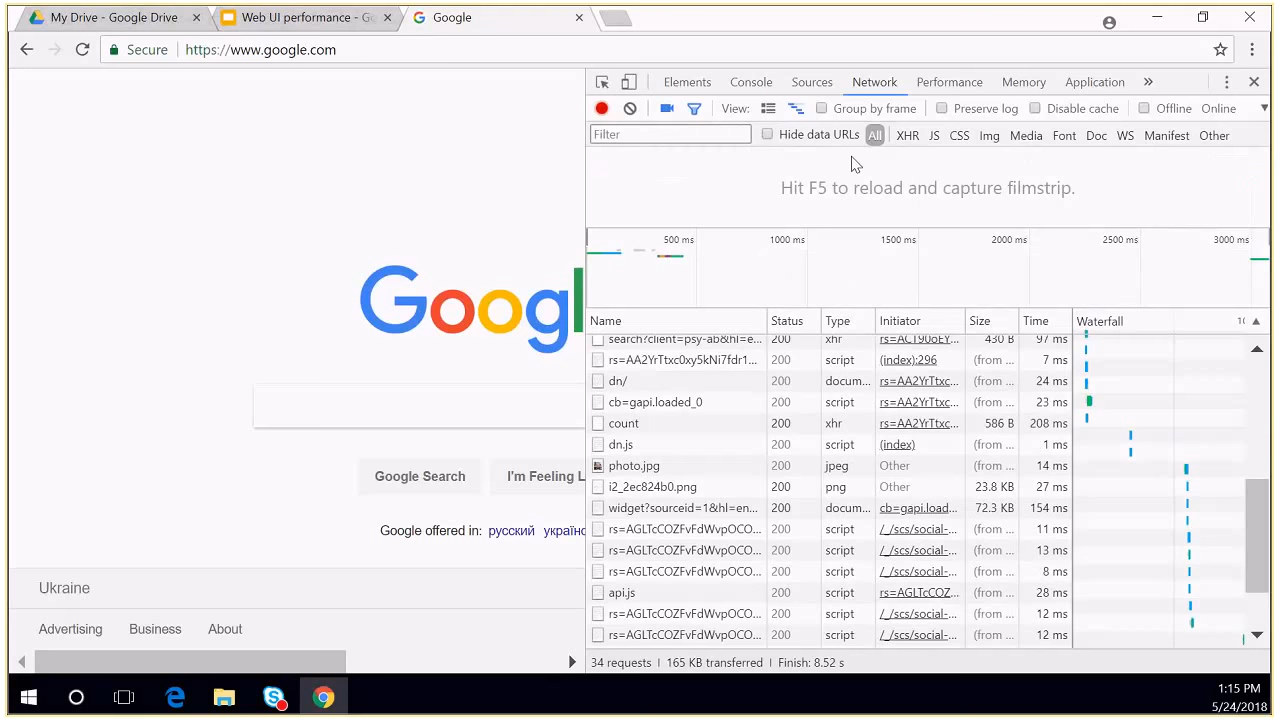 My Drive - Google Drive
Web UI performance - Go
Google
Secure
https://www.google.com
Elements Console Sources Network Performance Memory Application »
View: Group by frame Preserve log Disable cache Offline Online
Filter Hide data URLs All XHR JS CSS Img Media Font Doc WS Manifest Other
Hit F5 to reload and capture filmstrip.
500 ms 1000 ms 1500 ms 2000 ms 2500 ms 3000 ms
Name Status Type Initiator Size Time Waterfall
search?client=psy-ab&hl=e... 200 xhr rs=ACT90oEY... 430 B 97 ms
rs=AA2YrTtxc0xy5kNi7fdr1... 200 script (index):296 (from ... 7 ms
dn/ 200 docum... rs=AA2YrTtxc... (from ... 24 ms
cb=gapi.loaded_0 200 script rs=AA2YrTtxc... (from ... 23 ms
count 200 xhr rs=AA2YrTtxc... 586 B 208 ms
dn.js 200 script (index) (from ... 1 ms
photo.jpg 200 jpeg Other (from ... 14 ms
i2_2ec824b0.png 200 png Other 23.8 KB 27 ms
widget?sourceid=1&hl=en... 200 docum... cb=gapi.load... 72.3 KB 154 ms
rs=AGLTcCOZFvFdWvpOCO... 200 script /_/scs/social-... (from ... 11 ms
rs=AGLTcCOZFvFdWvpOCO... 200 script /_/scs/social-... (from ... 13 ms
rs=AGLTcCOZFvFdWvpOCO... 200 script /_/scs/social-... (from ... 8 ms
api.js 200 script rs=AGLTcCOZ... (from ... 28 ms
rs=AGLTcCOZFvFdWvpOCO... 200 script /_/scs/social-... (from ... 12 ms
rs=AGLTcCOZFvFdWvpOCO... 200 script /_/scs/social-... (from ... 12 ms
34 requests | 165 KB transferred | Finish: 8.52 s
Googl
Google Search I'm Feeling L
Google offered in: русский україно
Ukraine
Advertising Business About
1:15 PM
5/24/2018